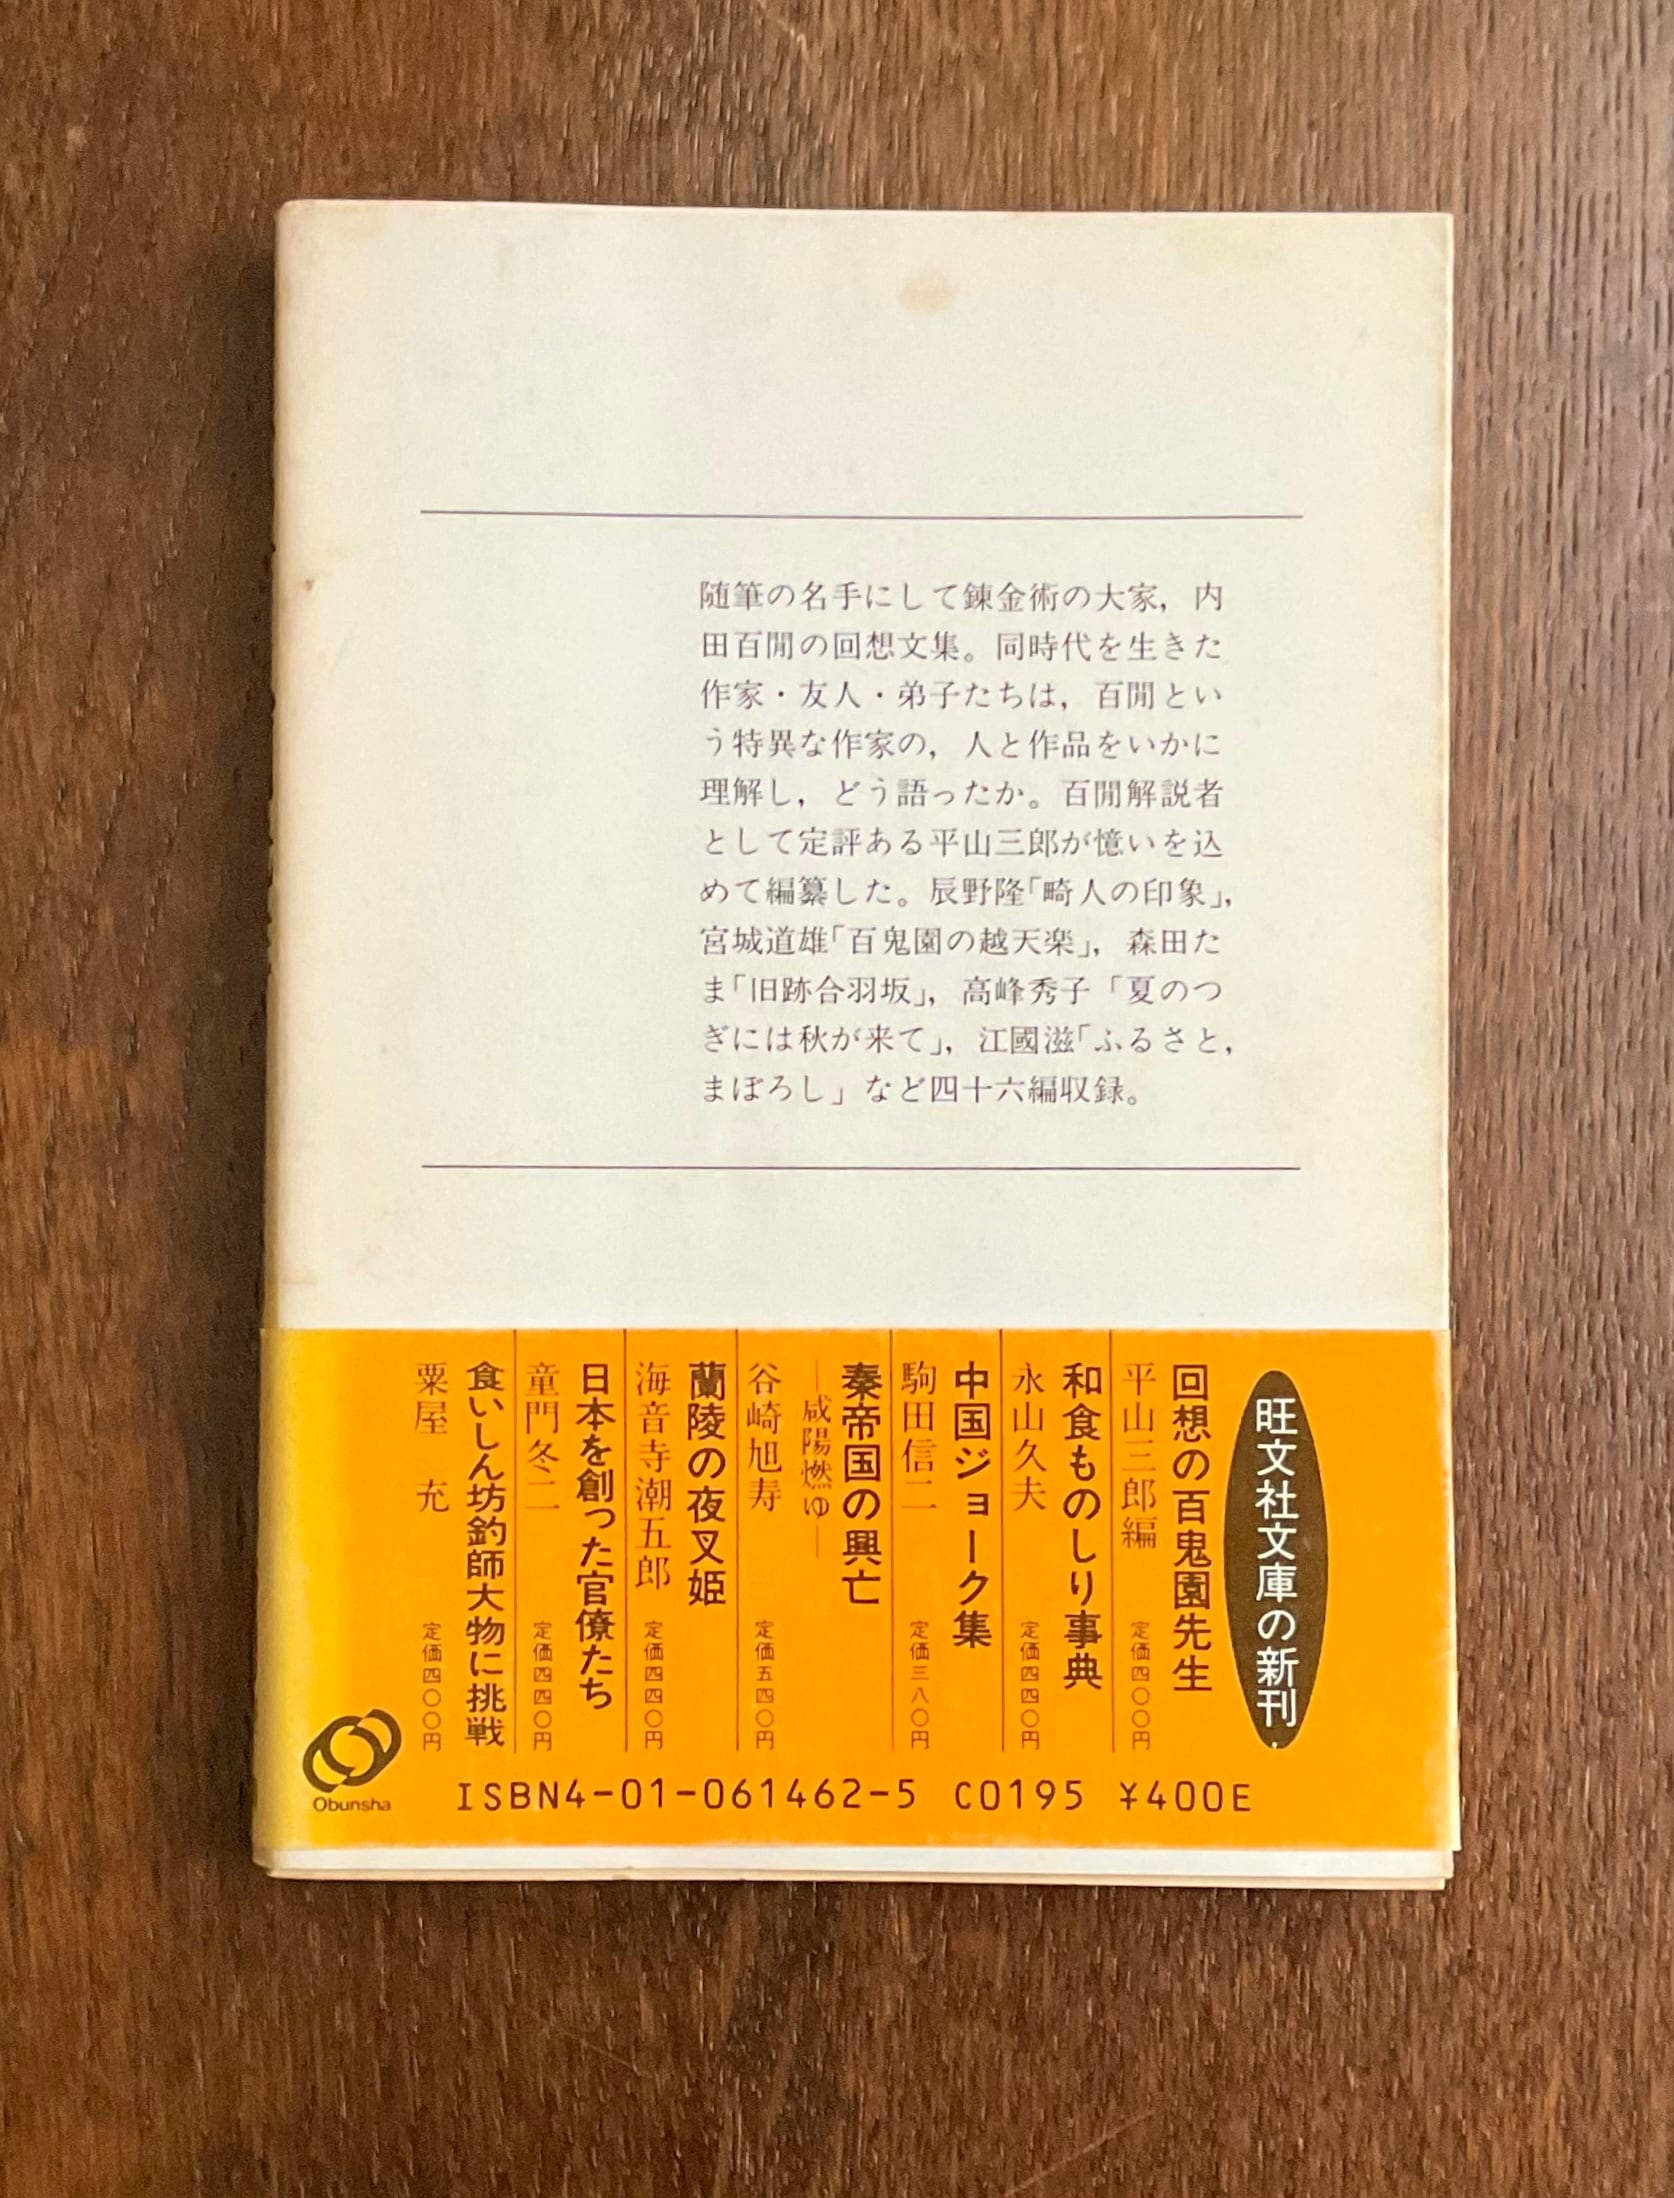 随筆の名手にして錬金術の大家，内
田百閒の回想文集。同時代を生きた
作家・友人・弟子たちは，百閒とい
う特異な作家の，人と作品をいかに
理解し，どう語ったか。百閒解説者
として定評ある平山三郎が憶いを込
めて編纂した。辰野隆「畸人の印象」，
宮城道雄「百鬼園の越天楽」，森田た
ま「旧跡合羽坂」，高峰秀子「夏のつ
ぎには秋が来て」，江國滋「ふるさと，
まぼろし」など四十六編収録。
旺文社文庫の新刊
回想の百鬼園先生
平山三郎編 定価四〇〇円
和食ものしり事典
永山久夫 定価四四〇円
中国ジョーク集
駒田信二 定価三八〇円
秦帝国の興亡
—咸陽燃ゆ—
谷崎旭寿 定価五四〇円
蘭陵の夜叉姫
海音寺潮五郎 定価四四〇円
日本を創った官僚たち
童門冬二 定価四四〇円
食いしん坊釣師大物に挑戦
粟屋 充 定価四〇〇円
Obunsha
ISBN4-01-061462-5 C0195 ¥400E